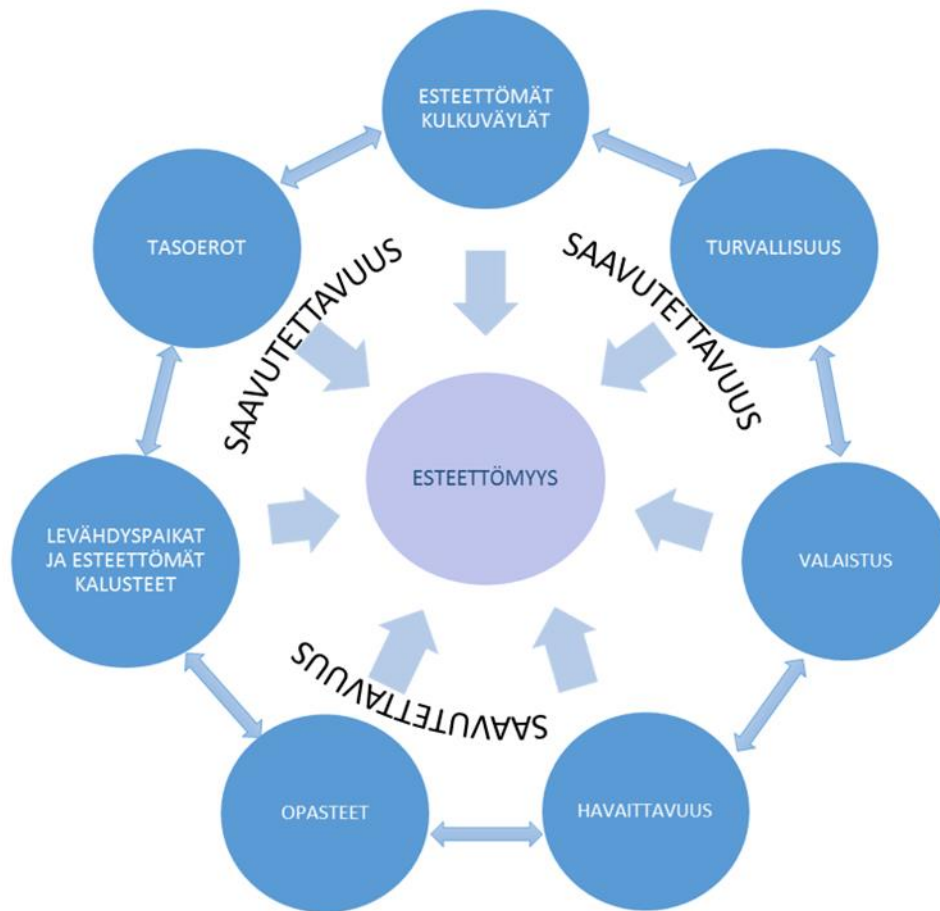 ESTEETTÖMÄT
KULKUVÄYLÄT
TASOEROT
TURVALLISUUS
SAAVUTETTAVUUS
SAAVUTETTAVUUS
ESTEETTÖMYYS
LEVÄHDYSPAIKAT
JA ESTEETTÖMÄT
KALUSTEET
VALAISTUS
SAAVUTETTAVUUS
OPASTEET
HAVAITTAVUUS